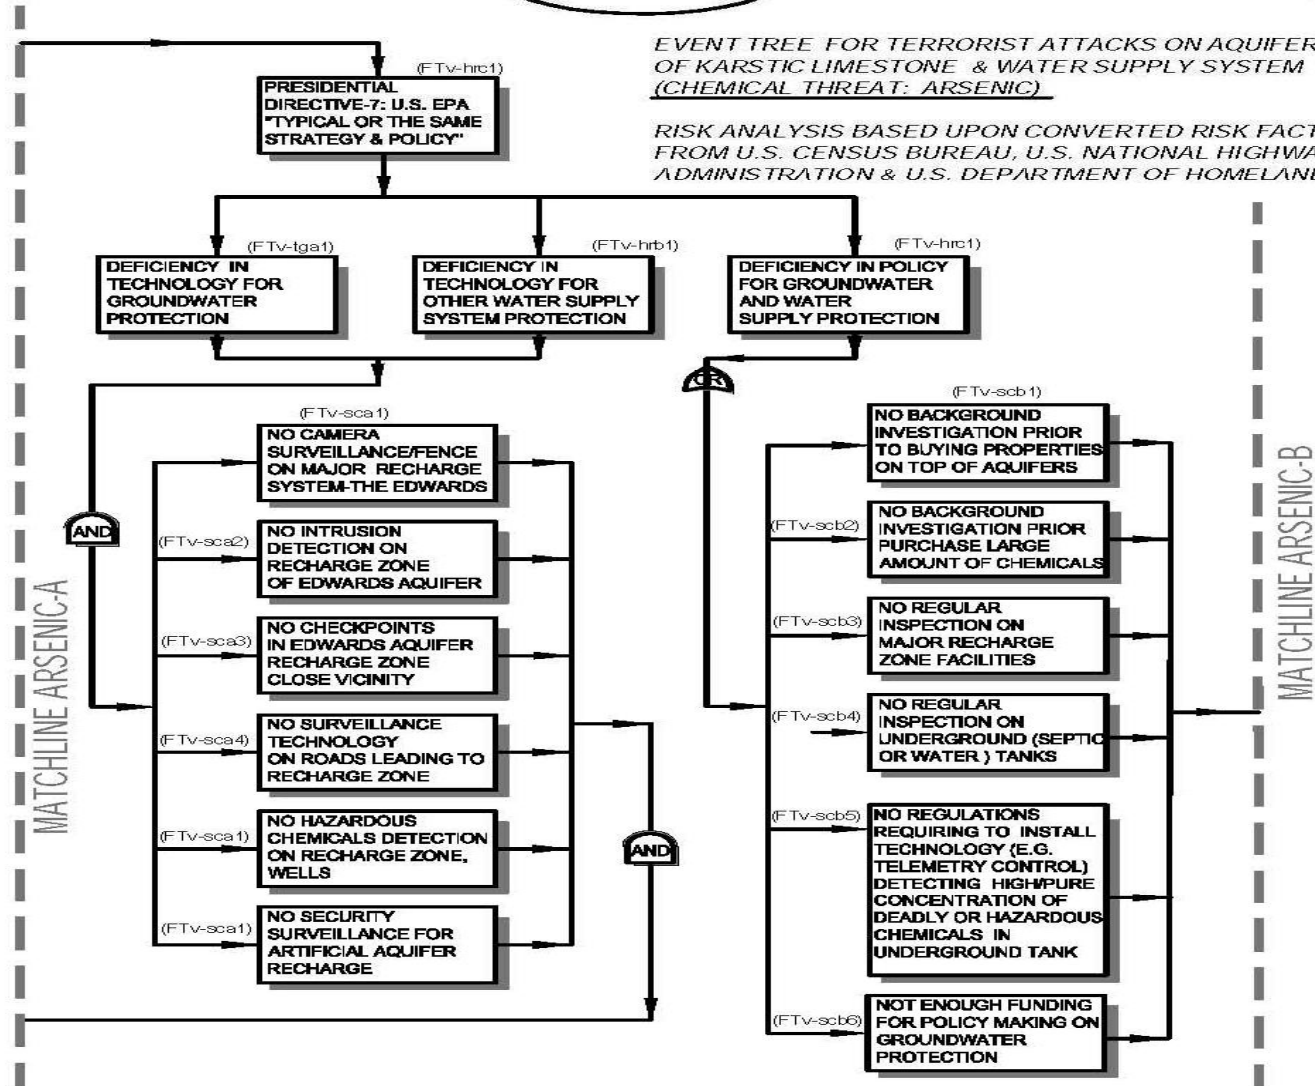 EVENT TREE FOR TERRORIST ATTACKS ON AQUIFER
OF KARSTIC LIMESTONE & WATER SUPPLY SYSTEM
(CHEMICAL THREAT: ARSENIC)
RISK ANALYSIS BASED UPON CONVERTED RISK FACT
FROM U.S. CENSUS BUREAU, U.S. NATIONAL HIGHWA
ADMINISTRATION & U.S. DEPARTMENT OF HOMELAN
(FTv-hrc1)
PRESIDENTIAL
DIRECTIVE-7: U.S. EPA
"TYPICAL OR THE SAME
STRATEGY & POLICY"
(FTv-tga1)
DEFICIENCY IN
TECHNOLOGY FOR
GROUNDWATER
PROTECTION
(FTv-hrb1)
DEFICIENCY IN
TECHNOLOGY FOR
OTHER WATER SUPPLY
SYSTEM PROTECTION
(FTv-hrc1)
DEFICIENCY IN POLICY
FOR GROUNDWATER
AND WATER
SUPPLY PROTECTION
MATCHLINE ARSENIC-A
AND
(FTv-sca1)
NO CAMERA
SURVEILLANCE/FENCE
ON MAJOR RECHARGE
SYSTEM-THE EDWARDS
(FTv-sca2)
NO INTRUSION
DETECTION ON
RECHARGE ZONE
OF EDWARDS AQUIFER
(FTv-sca3)
NO CHECKPOINTS
IN EDWARDS AQUIFER
RECHARGE ZONE
CLOSE VICINITY
(FTv-sca4)
NO SURVEILLANCE
TECHNOLOGY
ON ROADS LEADING TO
RECHARGE ZONE
(FTv-sca1)
NO HAZARDOUS
CHEMICALS DETECTION
ON RECHARGE ZONE,
WELLS
(FTv-sca1)
NO SECURITY
SURVEILLANCE FOR
ARTIFICIAL AQUIFER
RECHARGE
AND
OR
(FTv-scb1)
NO BACKGROUND
INVESTIGATION PRIOR
TO BUYING PROPERTIES
ON TOP OF AQUIFERS
(FTv-scb2)
NO BACKGROUND
INVESTIGATION PRIOR
PURCHASE LARGE
AMOUNT OF CHEMICALS
(FTv-scb3)
NO REGULAR
INSPECTION ON
MAJOR RECHARGE
ZONE FACILITIES
(FTv-scb4)
NO REGULAR
INSPECTION ON
UNDERGROUND (SEPTIC
OR WATER ) TANKS
(FTv-scb5)
NO REGULATIONS
REQUIRING TO INSTALL
TECHNOLOGY (E.G.
TELEMETRY CONTROL)
DETECTING HIGH/PURE
CONCENTRATION OF
DEADLY OR HAZARDOUS
CHEMICALS IN
UNDERGROUND TANK
(FTv-scb6)
NOT ENOUGH FUNDING
FOR POLICY MAKING ON
GROUNDWATER
PROTECTION
MATCHLINE ARSENIC-B